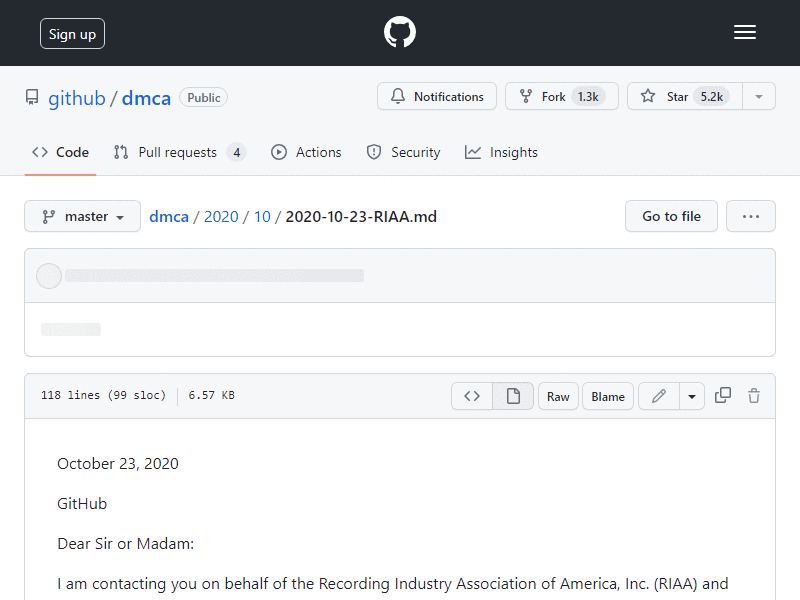 Sign up
github / dmca Public
Notifications Fork 1.3k Star 5.2k
Code Pull requests 4 Actions Security Insights
master dmca / 2020 / 10 / 2020-10-23-RIAA.md Go to file ...
118 lines (99 sloc) 6.57 KB Raw Blame
October 23, 2020
GitHub
Dear Sir or Madam:
I am contacting you on behalf of the Recording Industry Association of America, Inc. (RIAA) and